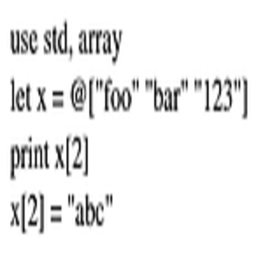 use std, array
let x = @["foo" "bar" "123"]
print x[2]
x[2] = "abc"